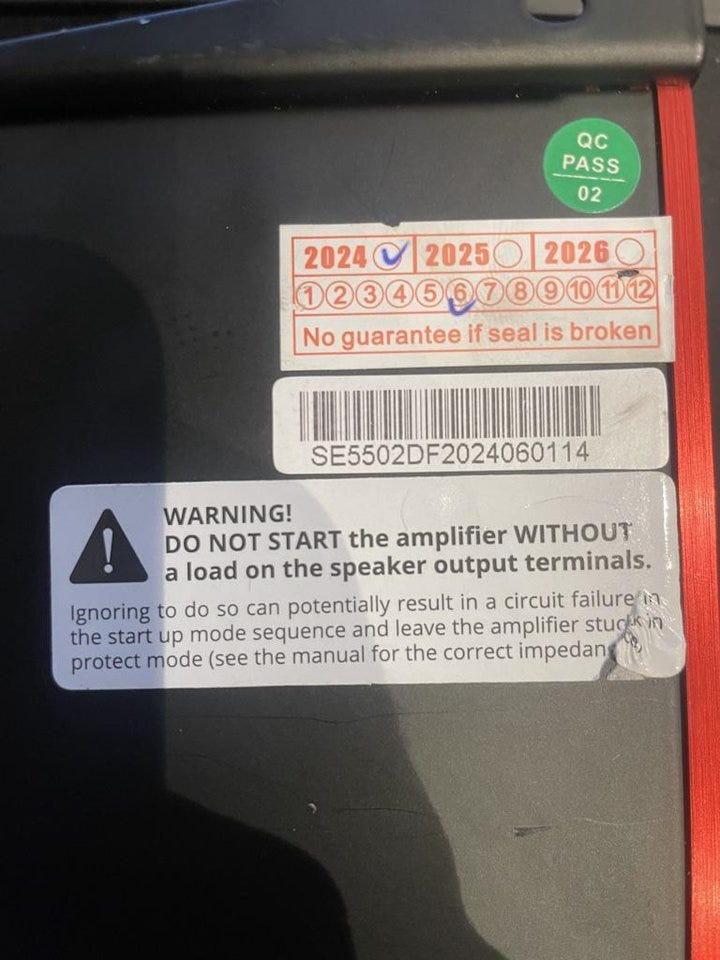 QC
PASS
02
2024 2025 2026
1 2 3 4 5 6 7 8 9 10 11 12
No guarantee if seal is broken
SE5502DF2024060114
WARNING!
DO NOT START the amplifier WITHOUT
a load on the speaker output terminals.
Ignoring to do so can potentially result in a circuit failure in
the start up mode sequence and leave the amplifier stuck in
protect mode (see the manual for the correct